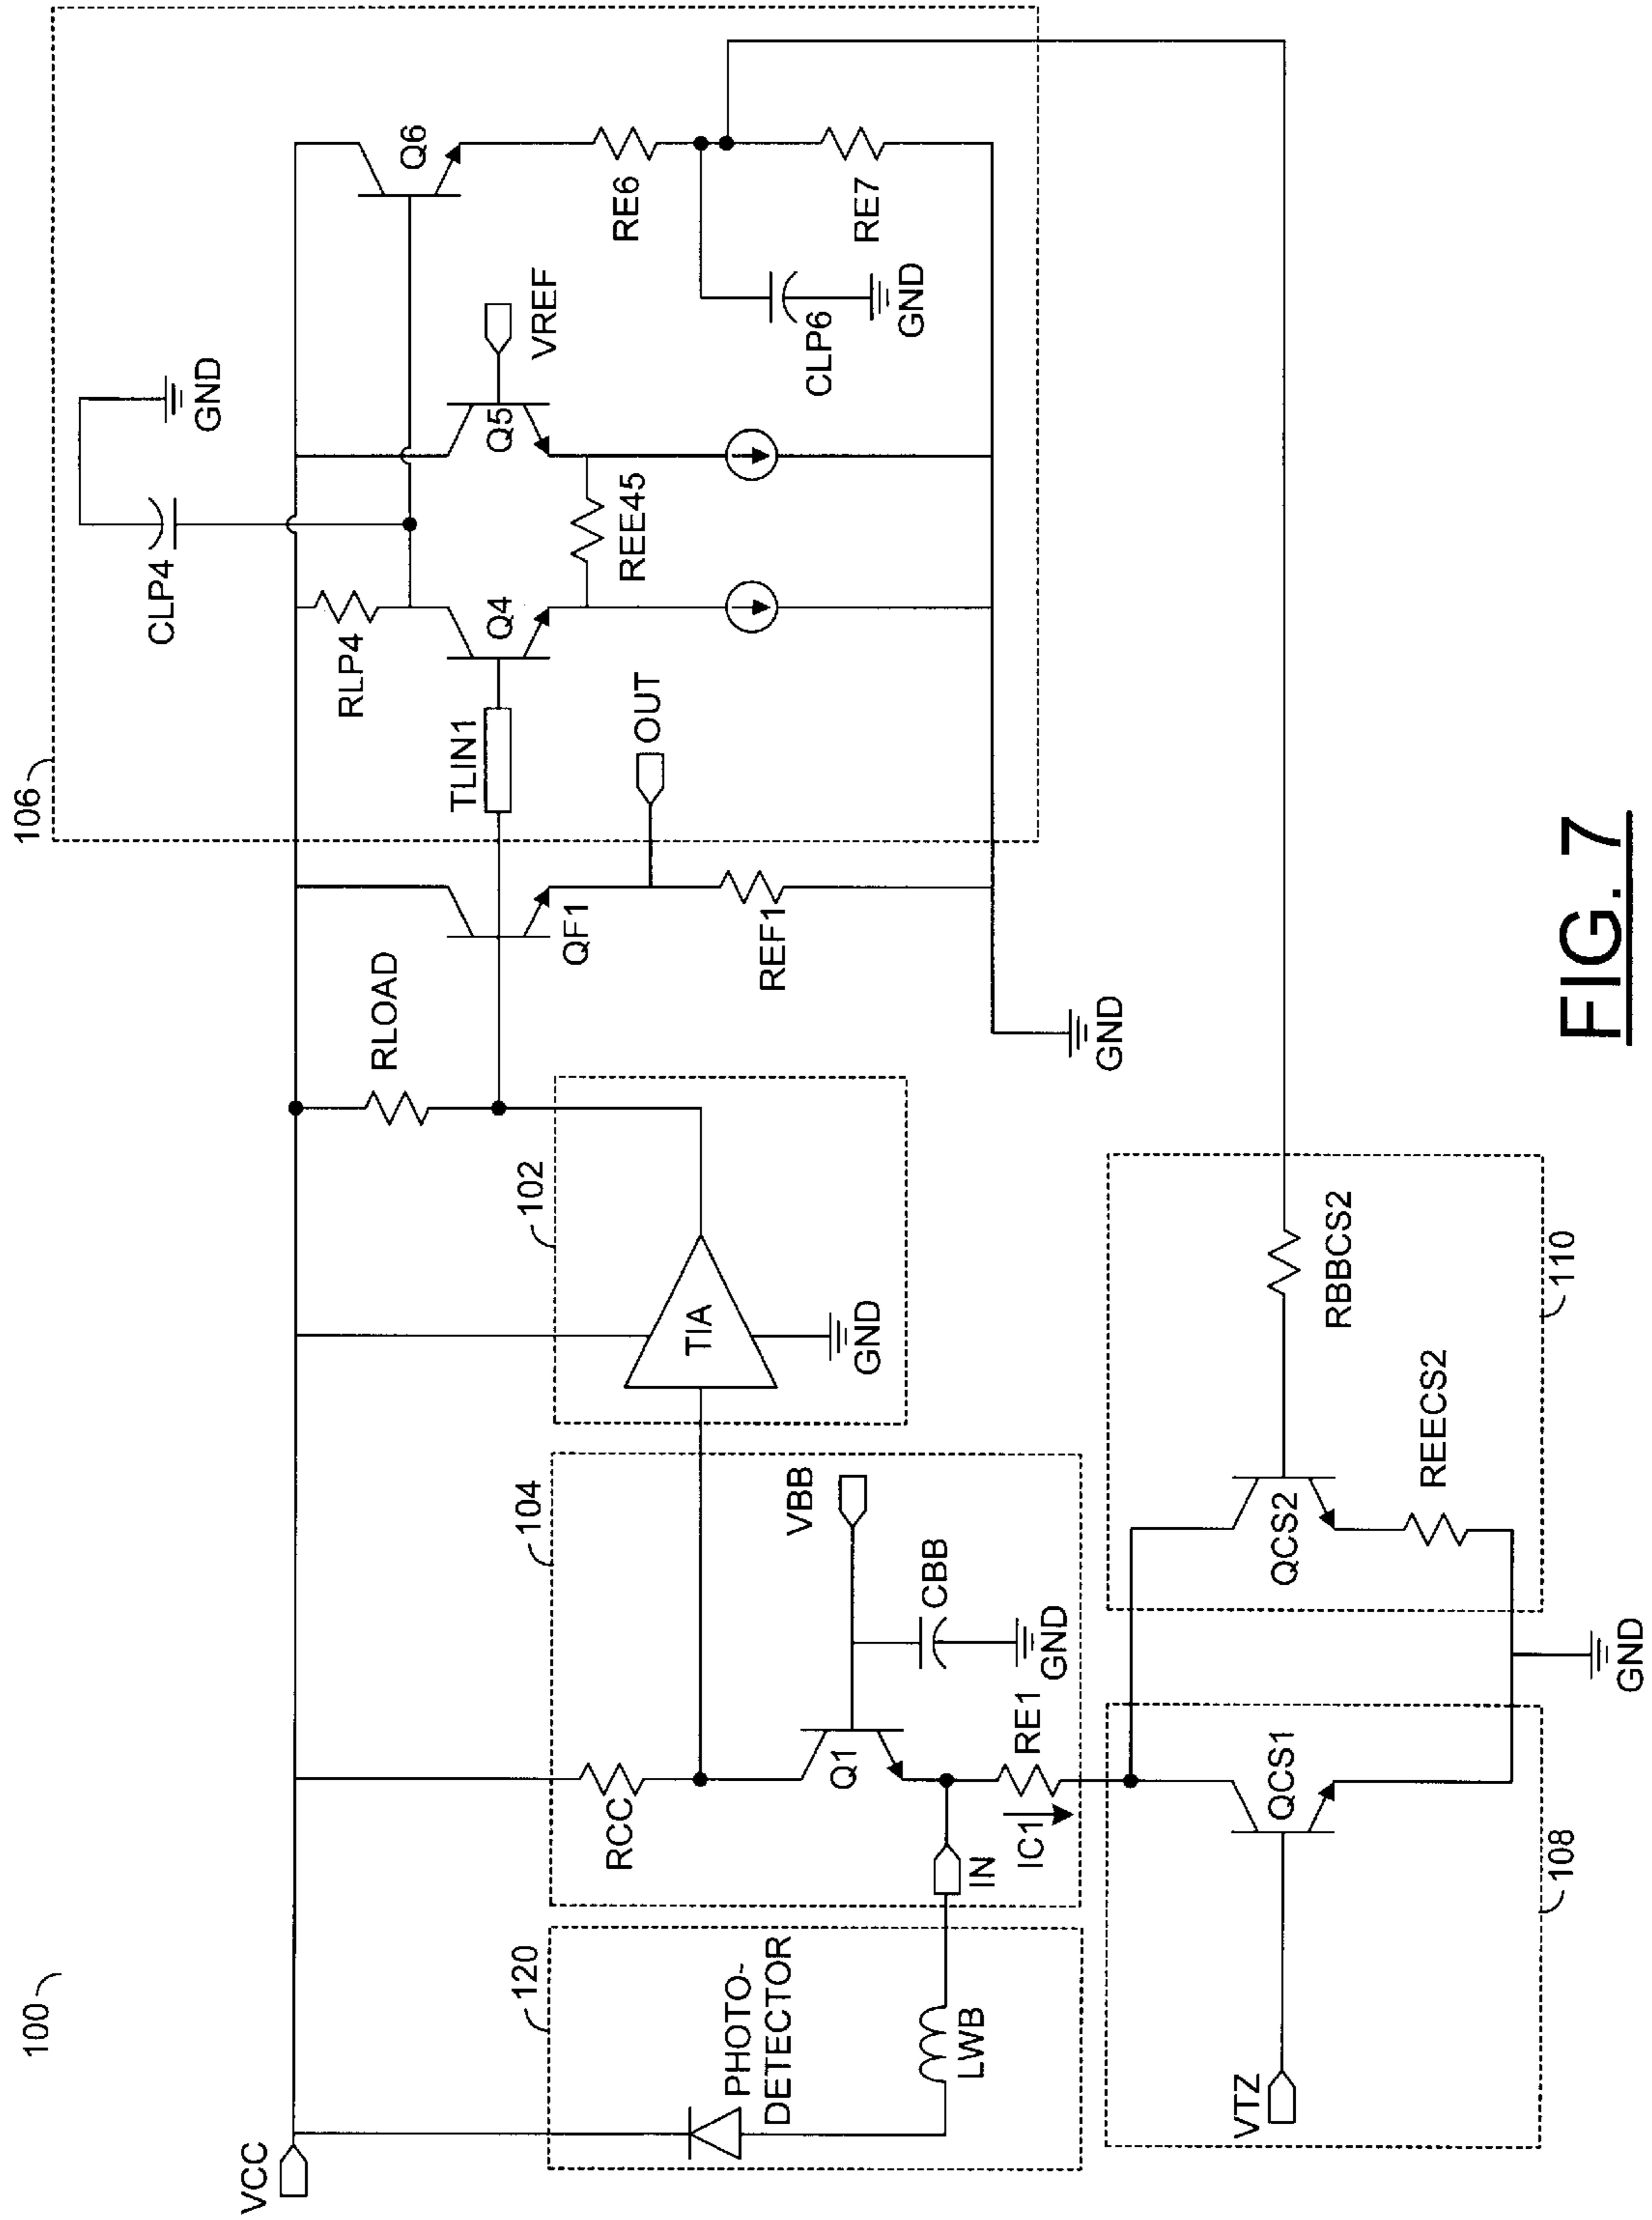 100
106
VCC
CLP4
GND
RLP4
RLOAD
Q6
Q4
Q5
VREF
TLIN1
QF1
REE45
RE6
OUT
REF1
CLP6
GND
RE7
GND
120
PHOTO-
DETECTOR
LWB
104
RCC
Q1
VBB
CBB
GND
IN
RE1
IC1
102
TIA
GND
108
VTZ
QCS1
GND
110
QCS2
REECS2
RBBCS2
FIG. 7